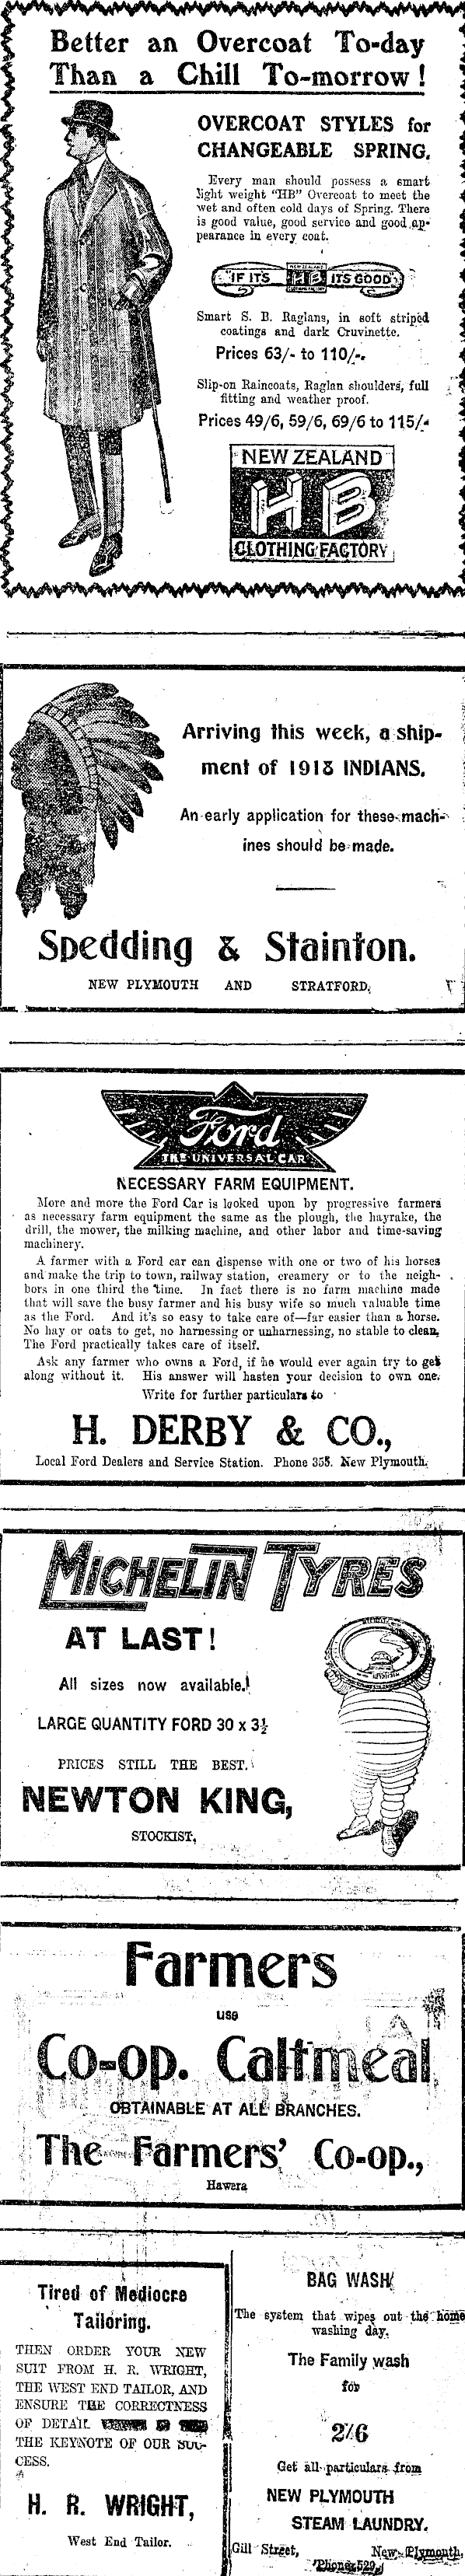 Better an Overcoat To-day
Than a Chill To-morrow!
OVERCOAT STYLES for
CHANGEABLE SPRING.
Every man should possess a smart
light weight "HB" Overcoat to meet the
wet and often cold days of Spring. There
is good value, good service and good ap-
pearance in every coat.
"IF IT'S HB ITS GOOD"
Smart S. B. Raglans, in soft striped
coatings and dark Cruvinette.
Prices 63/- to 110/-.
Slip-on Raincoats, Raglan shoulders, full
fitting and weather proof.
Prices 49/6, 59/6, 69/6 to 115/-
NEW ZEALAND
HB
CLOTHING FACTORY
Arriving this week, a ship-
ment of 1918 INDIANS.
An early application for these mach-
ines should be made.
Spedding & Stainton.
NEW PLYMOUTH AND STRATFORD.
Ford
THE UNIVERSAL CAR
NECESSARY FARM EQUIPMENT.
More and more the Ford Car is looked upon by progressive farmers
as necessary farm equipment the same as the plough, the hayrake, the
drill, the mower, the milking machine, and other labor and time-saving
machinery.
A farmer with a Ford car can dispense with one or two of his horses
and make the trip to town, railway station, creamery or to the neigh-
bors in one third the time. In fact there is no farm machine made
that will save the busy farmer and his busy wife so much valuable time
as the Ford. And it's so easy to take care of—far easier than a horse.
No hay or oats to get, no harnessing or unharnessing, no stable to clean.
The Ford practically takes care of itself.
Ask any farmer who owns a Ford, if he would ever again try to get
along without it. His answer will hasten your decision to own one.
Write for further particulars to
H. DERBY & CO.,
Local Ford Dealers and Service Station. Phone 355. New Plymouth.
MICHELIN TYRES
AT LAST!
All sizes now available.
LARGE QUANTITY FORD 30 x 3½
PRICES STILL THE BEST.
NEWTON KING,
STOCKIST.
Farmers
use
Co-op. Calfmeal
OBTAINABLE AT ALL BRANCHES.
The Farmers' Co-op.,
Hawera
Tired of Mediocre
Tailoring.
THEN ORDER YOUR NEW
SUIT FROM H. R. WRIGHT,
THE WEST END TAILOR, AND
ENSURE THE CORRECTNESS
OF DETAIL
THE KEYNOTE OF OUR SUC-
CESS.
H. R. WRIGHT,
West End Tailor.
BAG WASH
The system that wipes out the home
washing day.
The Family wash
for
2/6
Get all particulars from
NEW PLYMOUTH
STEAM LAUNDRY.
Gill Street, New Plymouth.
'Phone 529.